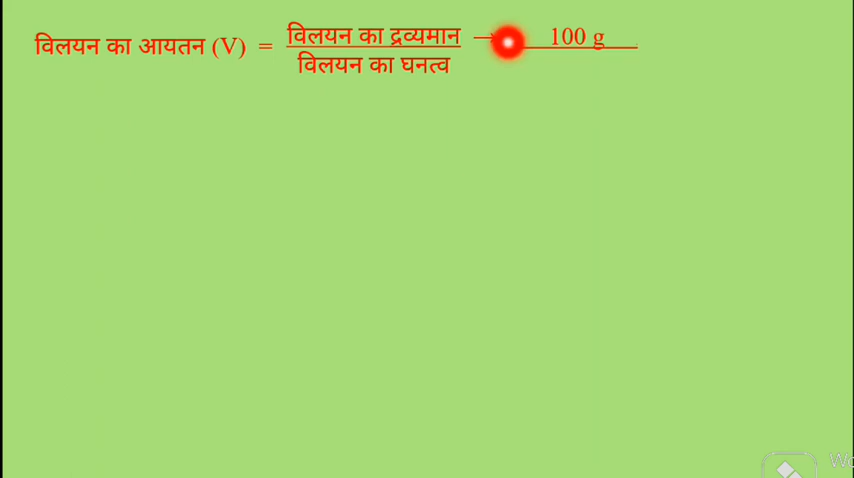 विलयन का आयतन (V) = विलयन का द्रव्यमान → 100 g
विलयन का घनत्व